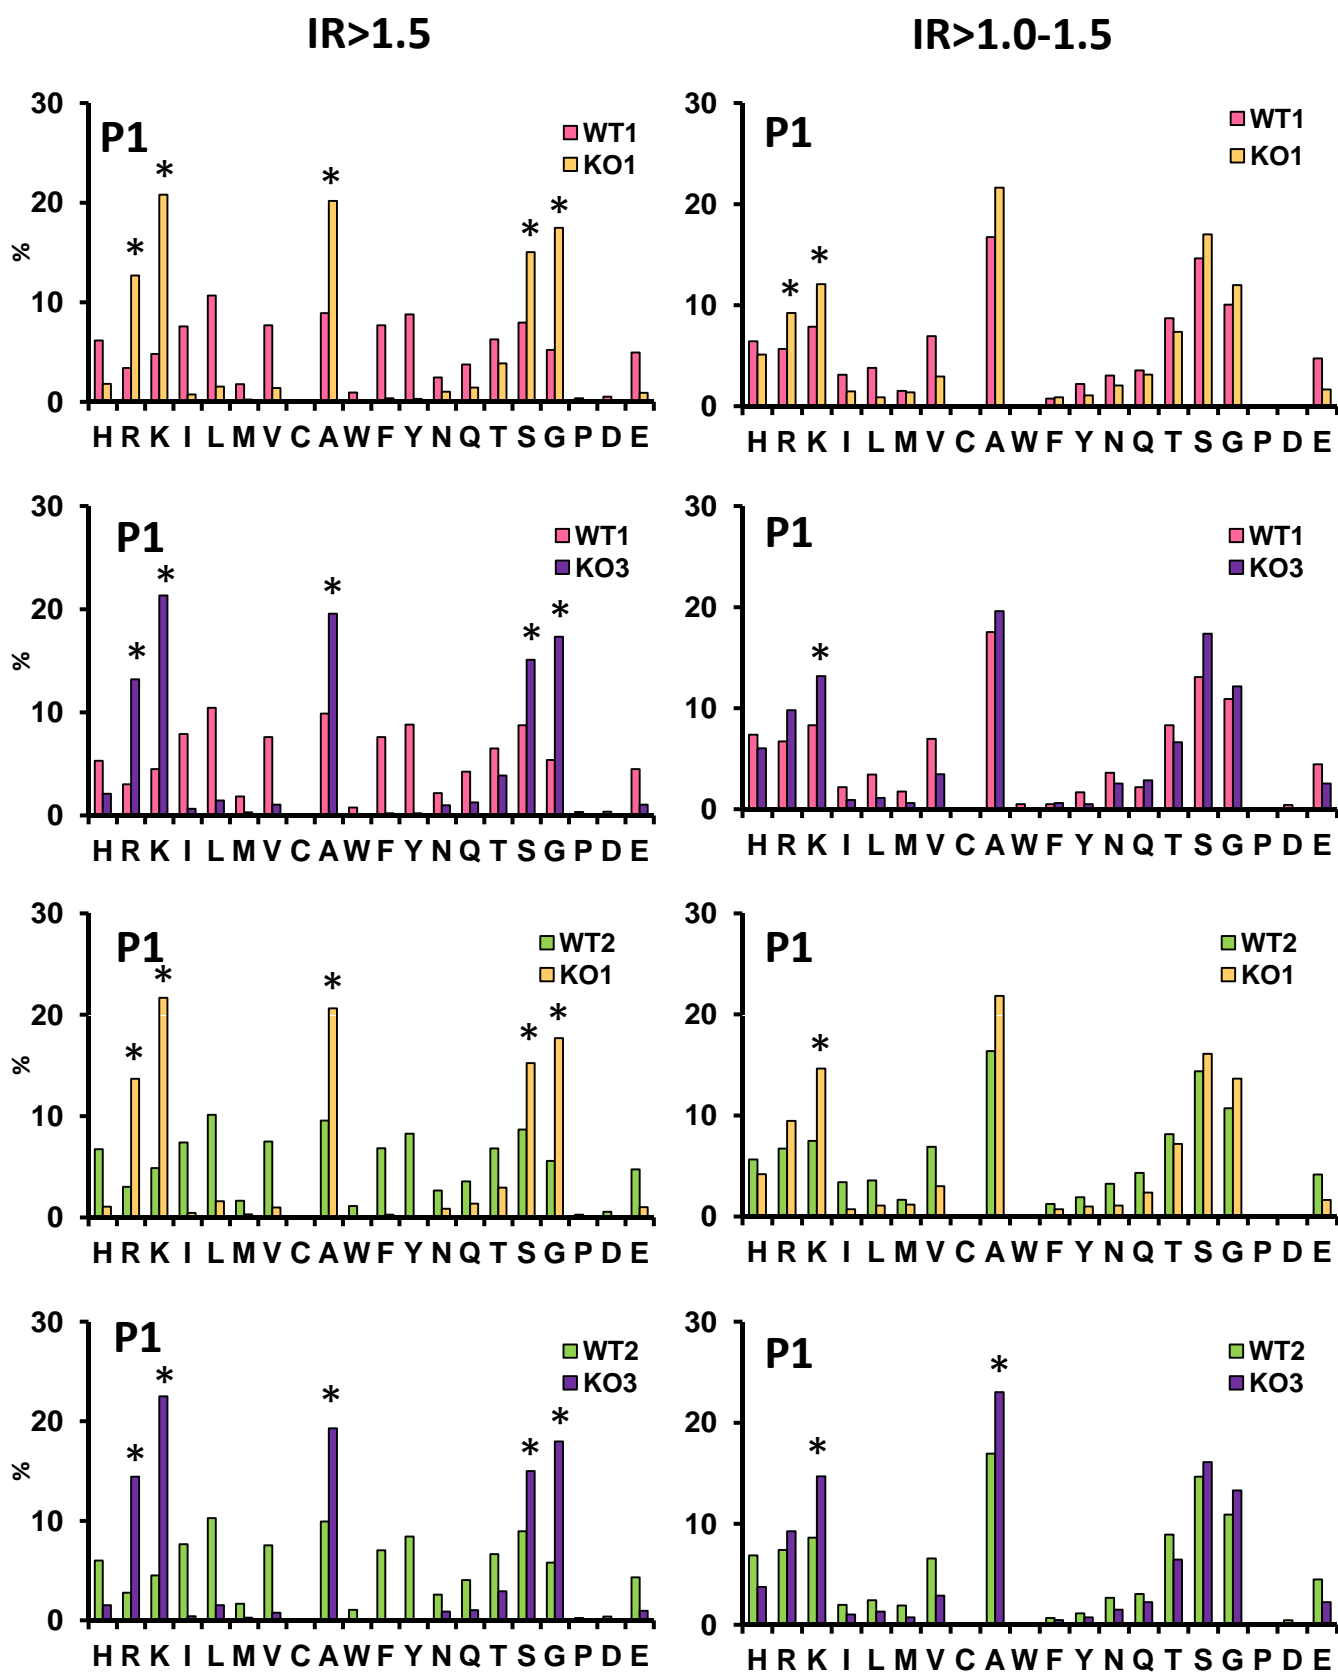 IR>1.5
IR>1.0-1.5
30
20
10
0
%
P1
WT1
KO1
*
*
*
*
*
H R K I L M V C A W F Y N Q T S G P D E
30
20
10
0
P1
WT1
KO1
*
*
H R K I L M V C A W F Y N Q T S G P D E
30
20
10
0
%
P1
WT1
KO3
*
*
*
*
*
H R K I L M V C A W F Y N Q T S G P D E
30
20
10
0
P1
WT1
KO3
*
H R K I L M V C A W F Y N Q T S G P D E
30
20
10
0
%
P1
WT2
KO1
*
*
*
*
*
H R K I L M V C A W F Y N Q T S G P D E
30
20
10
0
P1
WT2
KO1
*
H R K I L M V C A W F Y N Q T S G P D E
30
20
10
0
%
P1
WT2
KO3
*
*
*
*
*
H R K I L M V C A W F Y N Q T S G P D E
30
20
10
0
P1
WT2
KO3
*
*
H R K I L M V C A W F Y N Q T S G P D E